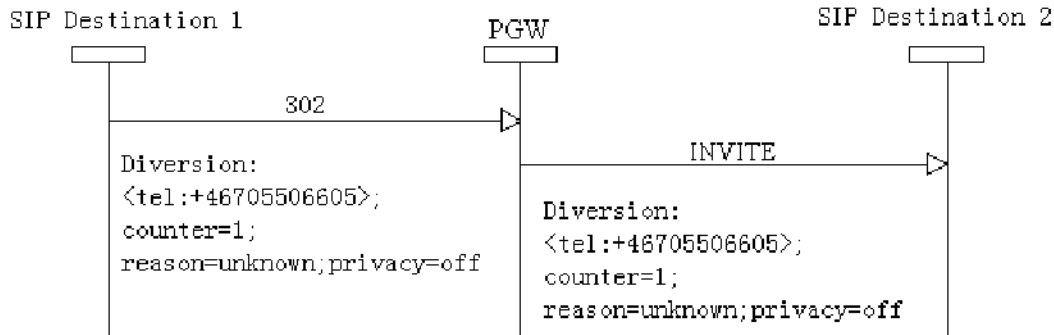 SIP Destination 1
PGW
SIP Destination 2
302
INVITE
Diversion:
<tel:+46705506605>;
counter=1;
reason=unknown;privacy=off
Diversion:
<tel:+46705506605>;
counter=1;
reason=unknown;privacy=off